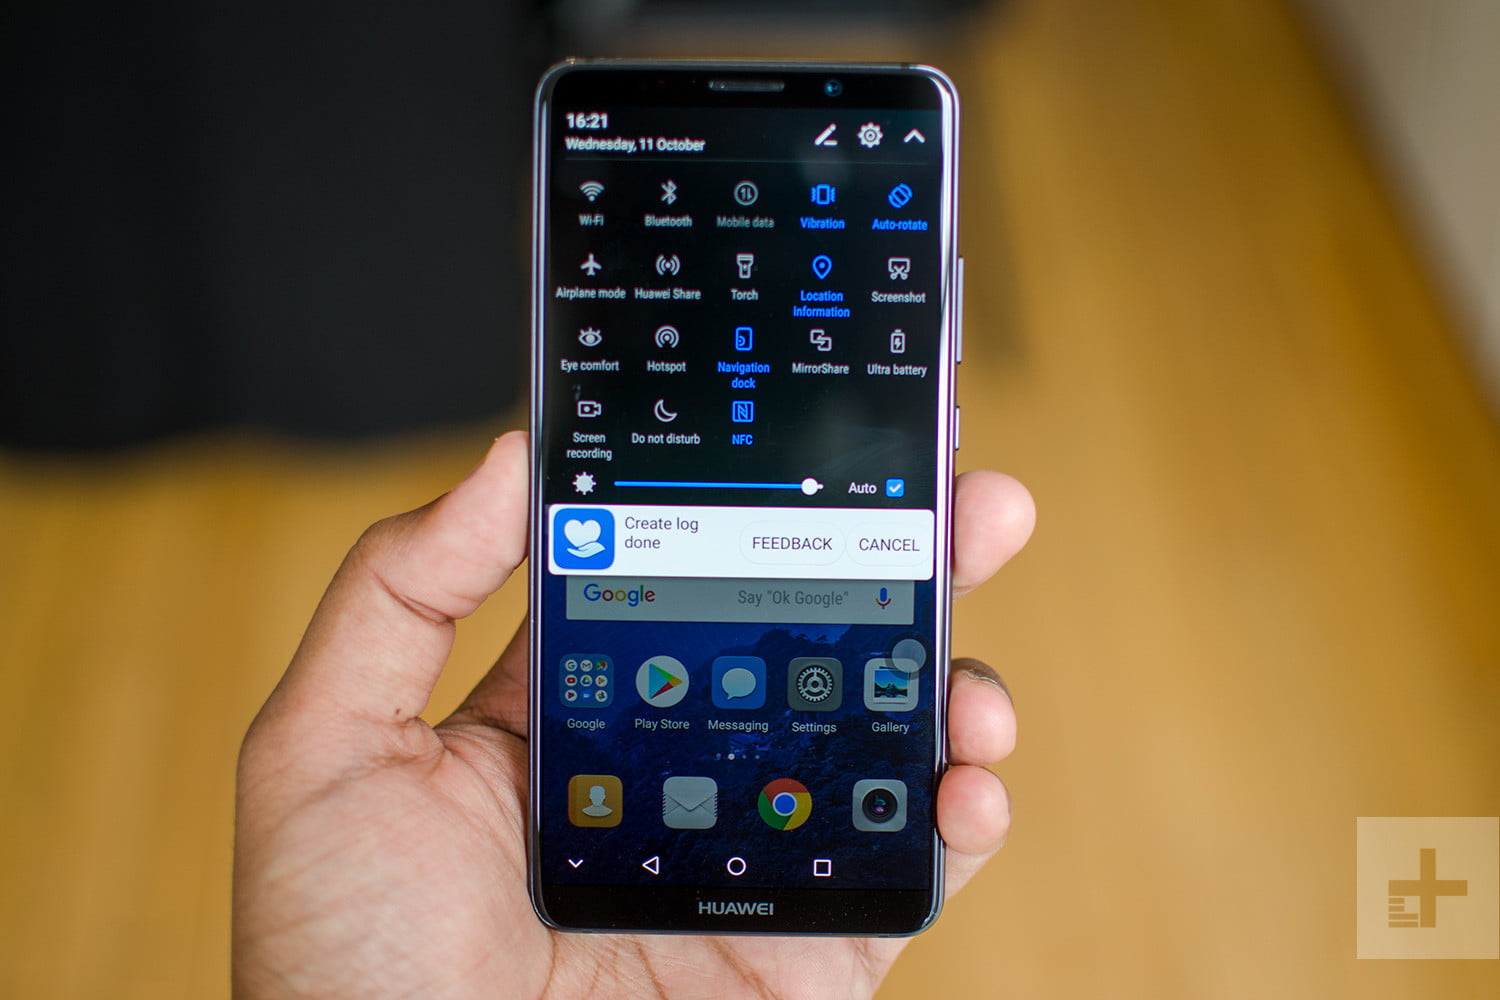 16:21
Wednesday, 11 October
Wi-Fi
Bluetooth
Mobile data
Vibration
Auto-rotate
Airplane mode
Huawei Share
Torch
Location
Information
Screenshot
Eye comfort
Hotspot
Navigation
dock
MirrorShare
Ultra battery
Screen
recording
Do not disturb
NFC
Auto
Create log
done
FEEDBACK
CANCEL
Google
Say "Ok Google"
Google
Play Store
Messaging
Settings
Gallery
HUAWEI